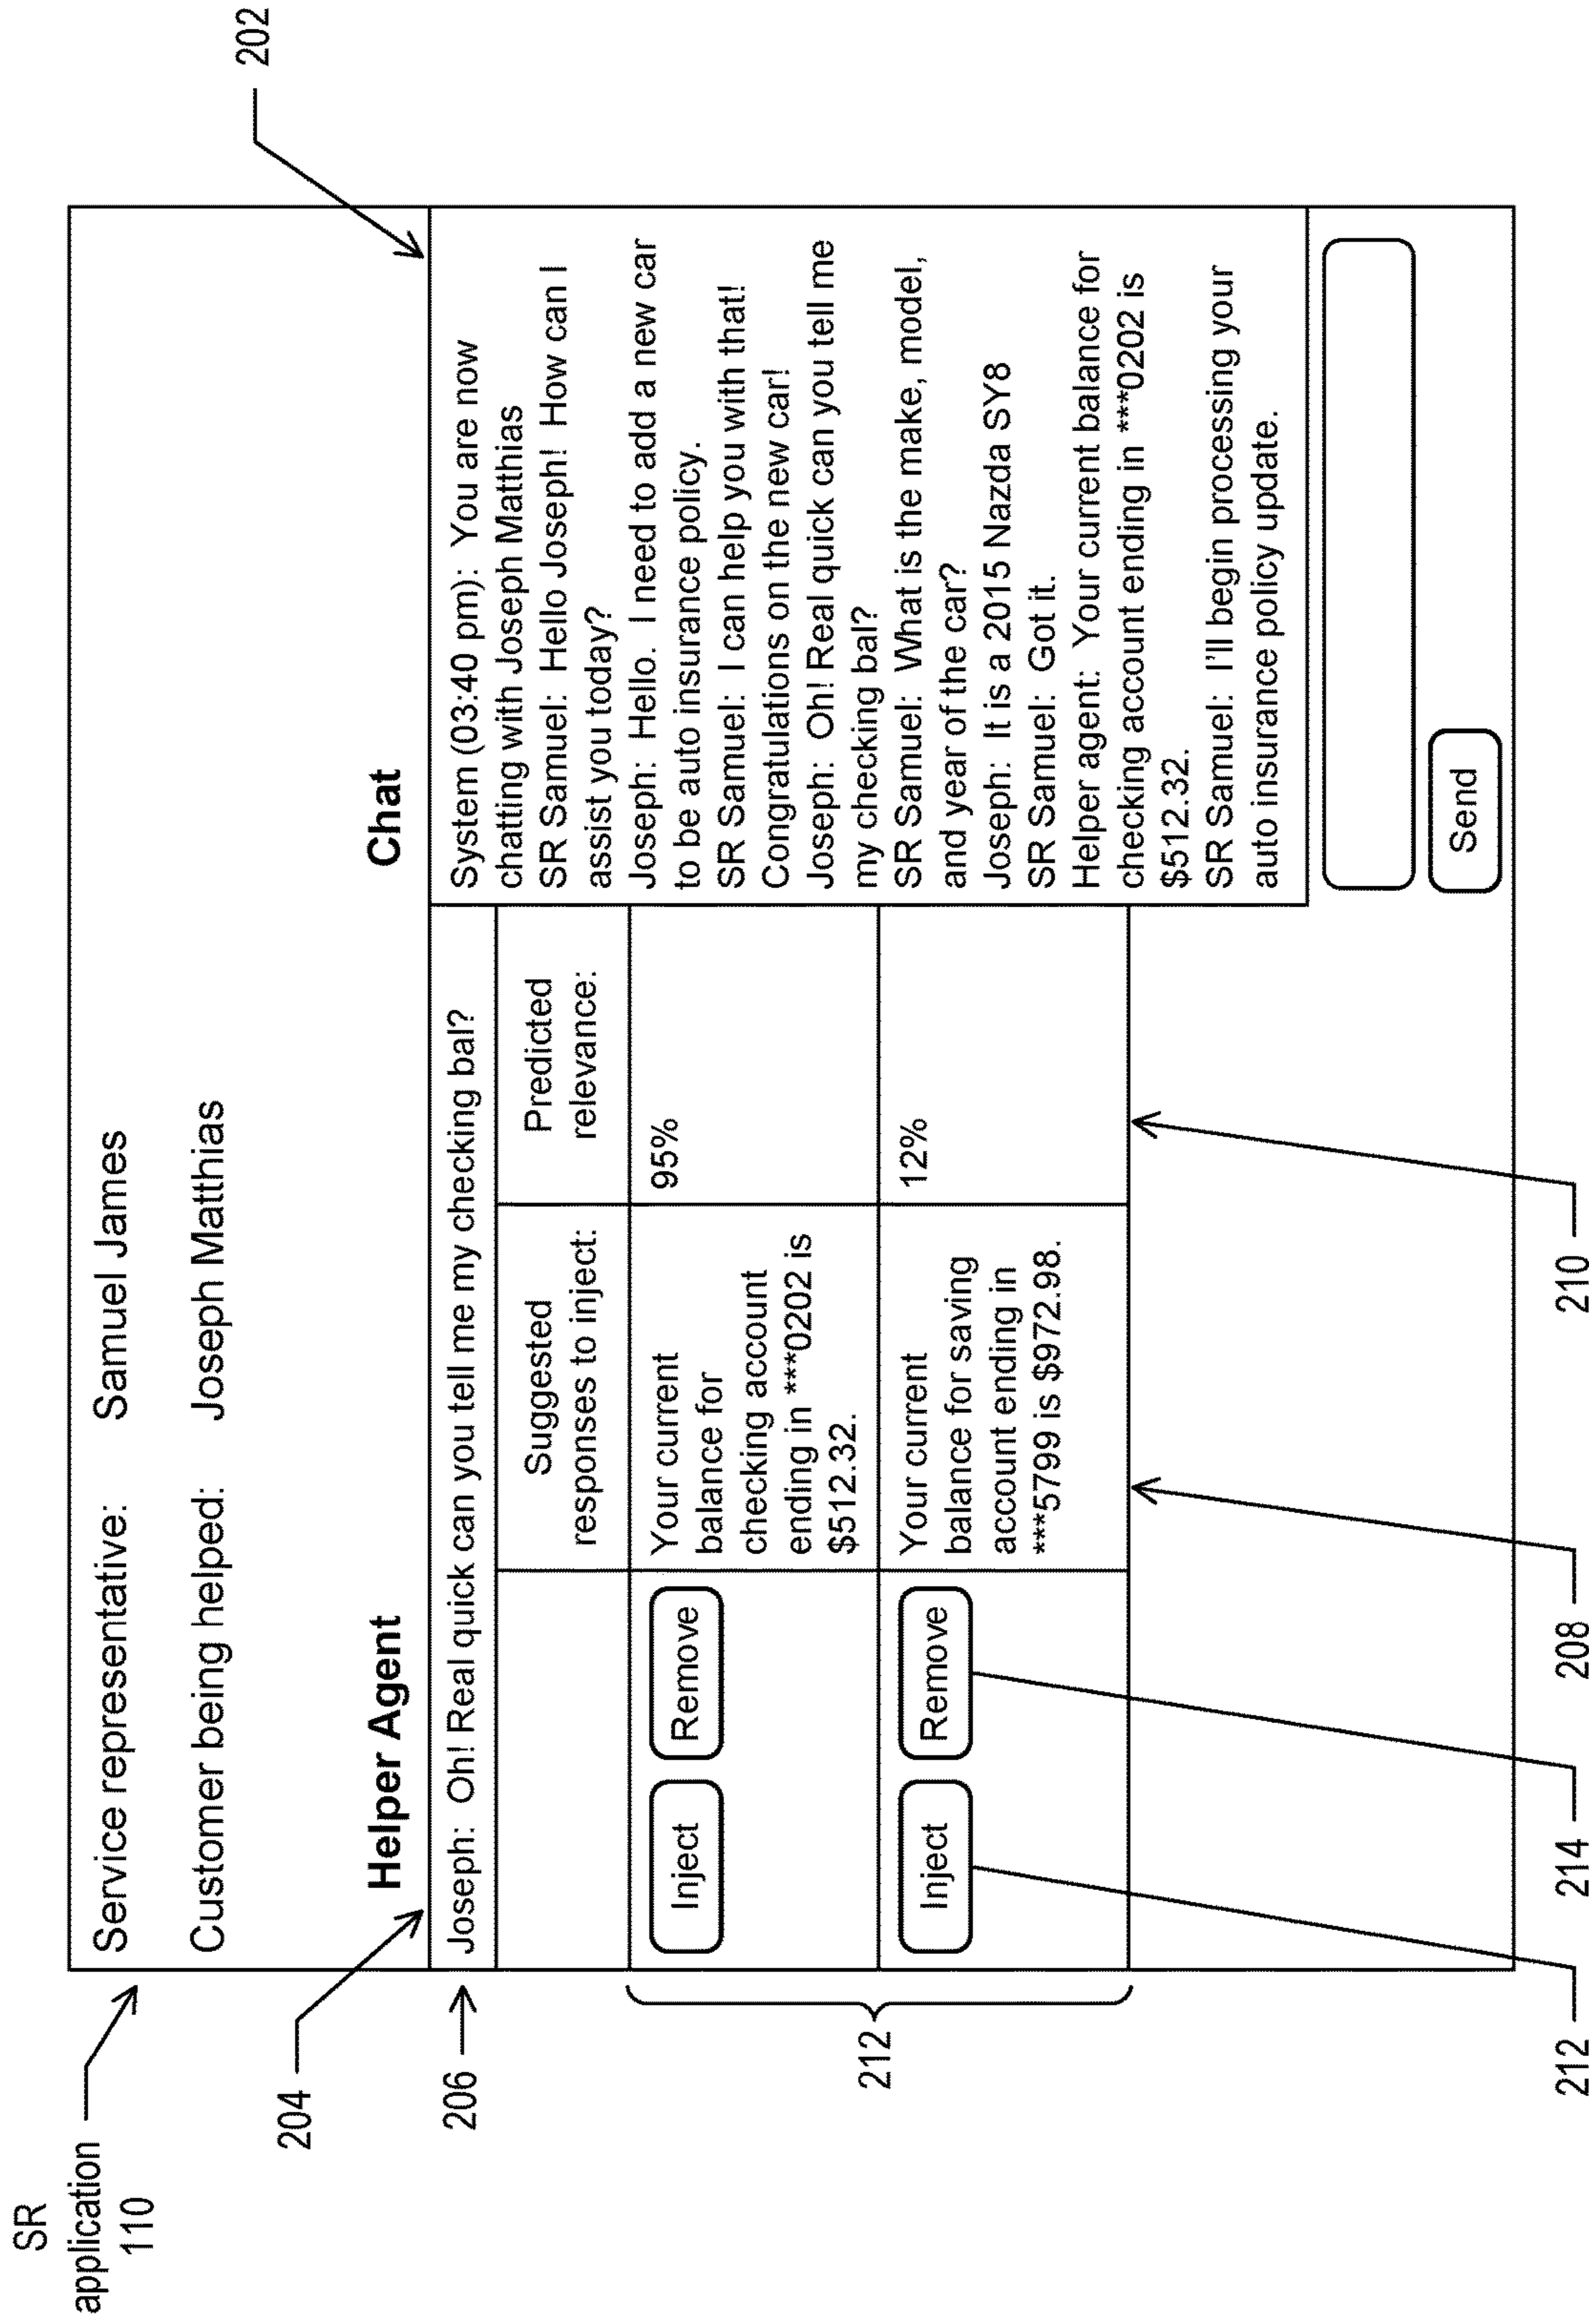 SR
application
110
Service representative: Samuel James
Customer being helped: Joseph Matthias
202
204
Helper Agent
Chat
206
Joseph: Oh! Real quick can you tell me my checking bal?
Suggested
responses to inject:
Predicted
relevance:
Inject
Remove
Your current
balance for
checking account
ending in ***0202 is
$512.32.
95%
Inject
Remove
Your current
balance for saving
account ending in
***5799 is $972.98.
12%
212
System (03:40 pm): You are now
chatting with Joseph Matthias
SR Samuel: Hello Joseph! How can I
assist you today?
Joseph: Hello. I need to add a new car
to be auto insurance policy.
SR Samuel: I can help you with that!
Congratulations on the new car!
Joseph: Oh! Real quick can you tell me
my checking bal?
SR Samuel: What is the make, model,
and year of the car?
Joseph: It is a 2015 Nazda SY8
SR Samuel: Got it.
Helper agent: Your current balance for
checking account ending in ***0202 is
$512.32.
SR Samuel: I'll begin processing your
auto insurance policy update.
Send
212
214
208
210